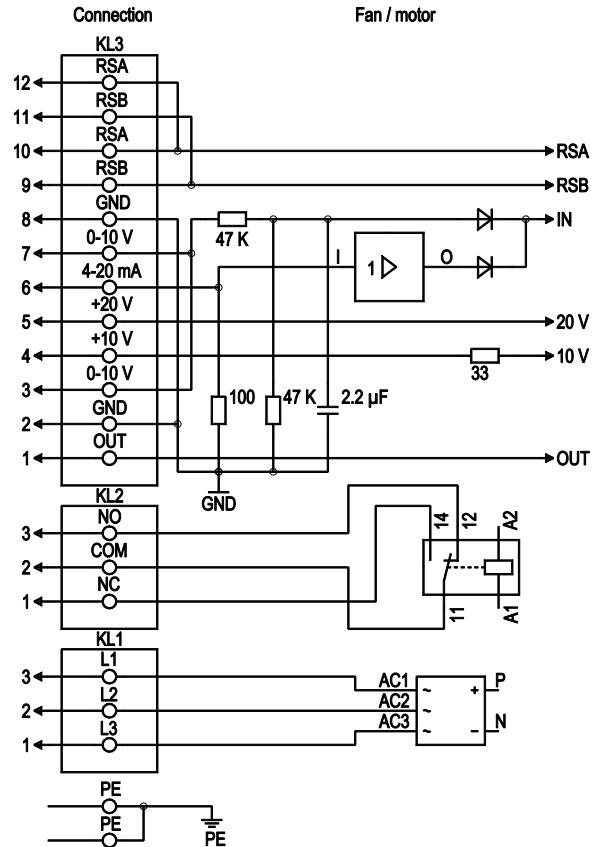 Connection Fan / motor
KL3
RSA
12
RSB
11
RSA
10 RSA
RSB
9 RSB
GND
8 IN
0-10 V 47 K
7 I 1 O
4-20 mA
6
+20 V
5 20 V
+10 V
4 10 V
33
0-10 V
3 100 47 K 2.2 µF
GND
2
OUT
1 OUT
GND
KL2
NO 14 12 A2
3
COM
2
NC
1
11 A1
KL1
L1
3 AC1 ~ + P
L2
2 AC2 ~
L3 AC3 ~ – N
1
PE
PE
PE